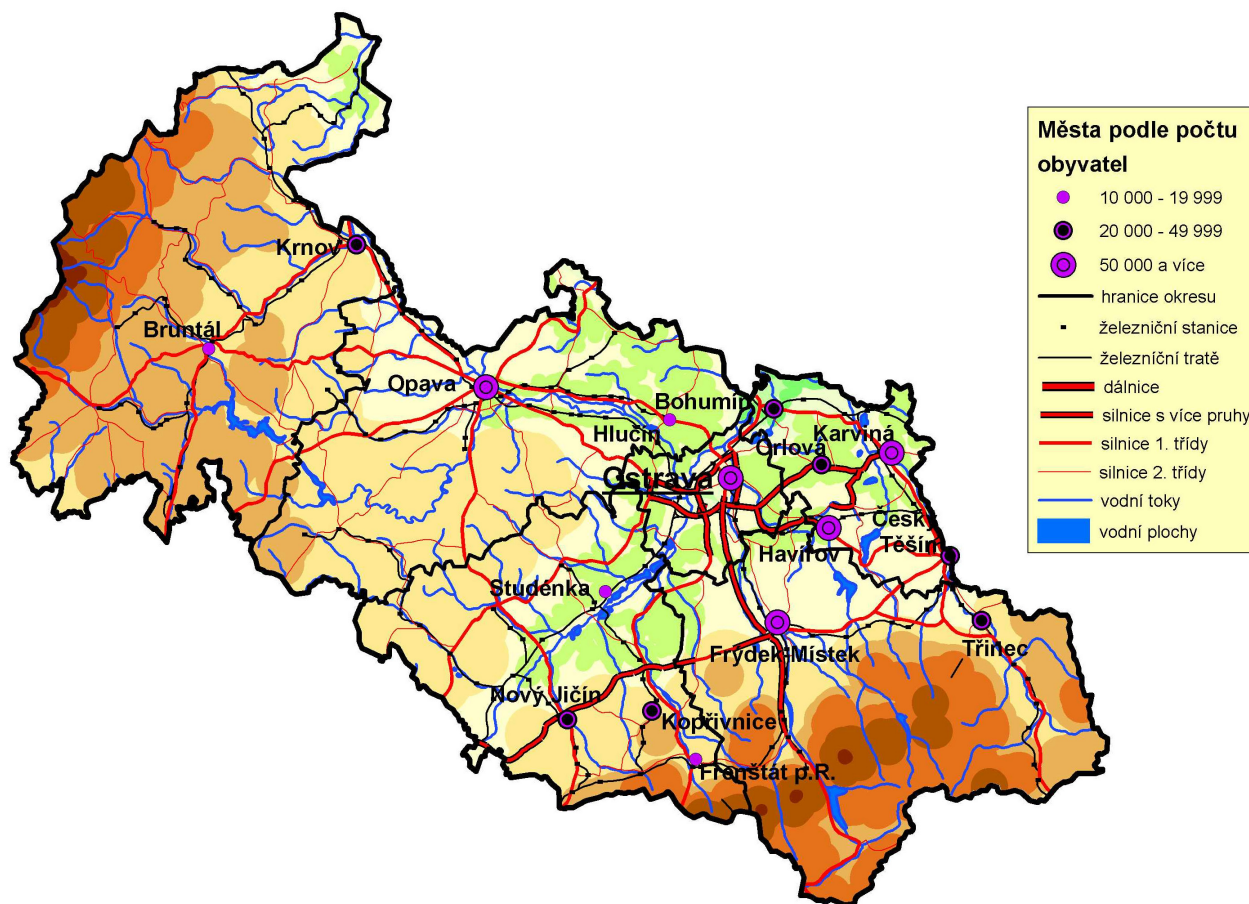 Města podle počtu
obyvatel
10 000 - 19 999
20 000 - 49 999
50 000 a více
hranice okresu
železniční stanice
železníční tratě
dálnice
silnice s více pruhy
silnice 1. třídy
silnice 2. třídy
vodní toky
vodní plochy
Krnov
Bruntál
Opava
Bohumín
Hlučín
Karviná
Orlová
Ostrava
Český
Těšín
Havířov
Studénka
Třinec
Frýdek-Místek
Nový Jičín
Kopřivnice
Frenštát p.R.